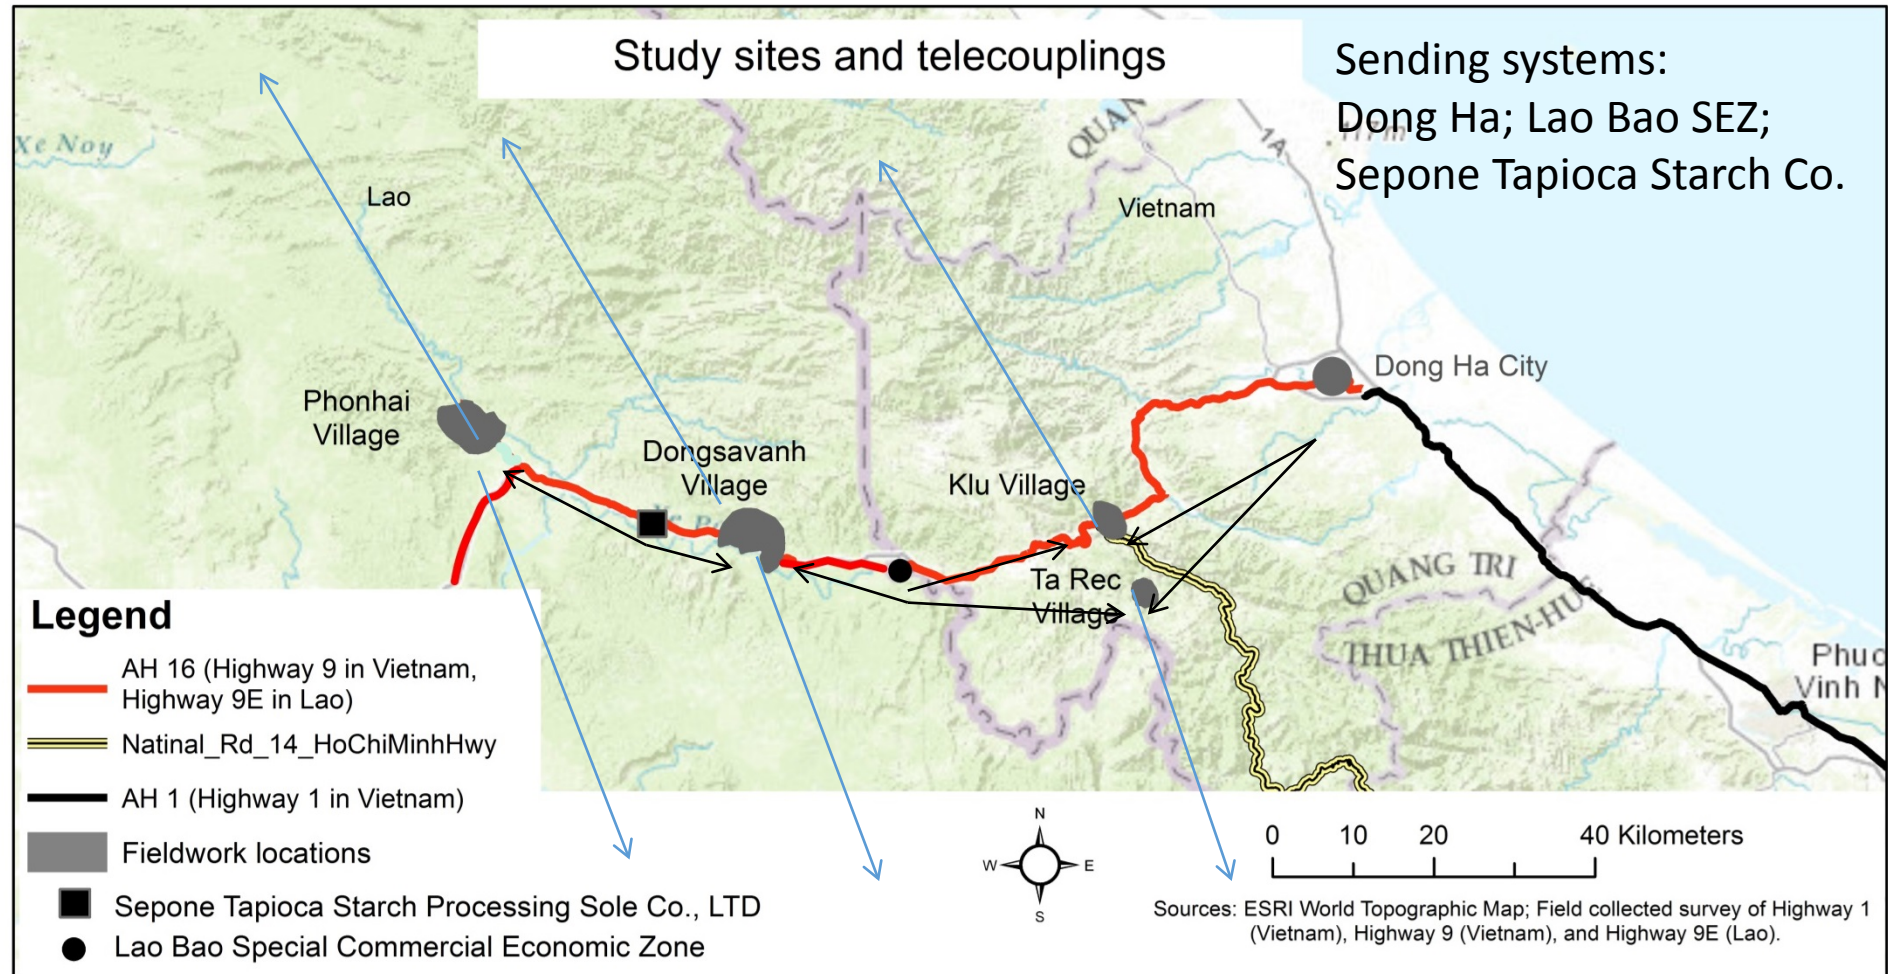 Study sites and telecouplings
Sending systems:
Dong Ha; Lao Bao SEZ;
Sepone Tapioca Starch Co.
Xe Noy
Lao
QUAN
1A
Vietnam
Dong Ha City
Phonhai
Village
Dongsavanh
Village
Klu Village
Ta Rec
Village
QUANG TRI
THUA THIEN-HUE
Phuc
Vinh N
Legend
AH 16 (Highway 9 in Vietnam,
Highway 9E in Lao)
Natinal_Rd_14_HoChiMinhHwy
AH 1 (Highway 1 in Vietnam)
Fieldwork locations
Sepone Tapioca Starch Processing Sole Co., LTD
Lao Bao Special Commercial Economic Zone
N
W E
S
0 10 20 40 Kilometers
Sources: ESRI World Topographic Map; Field collected survey of Highway 1
(Vietnam), Highway 9 (Vietnam), and Highway 9E (Lao).